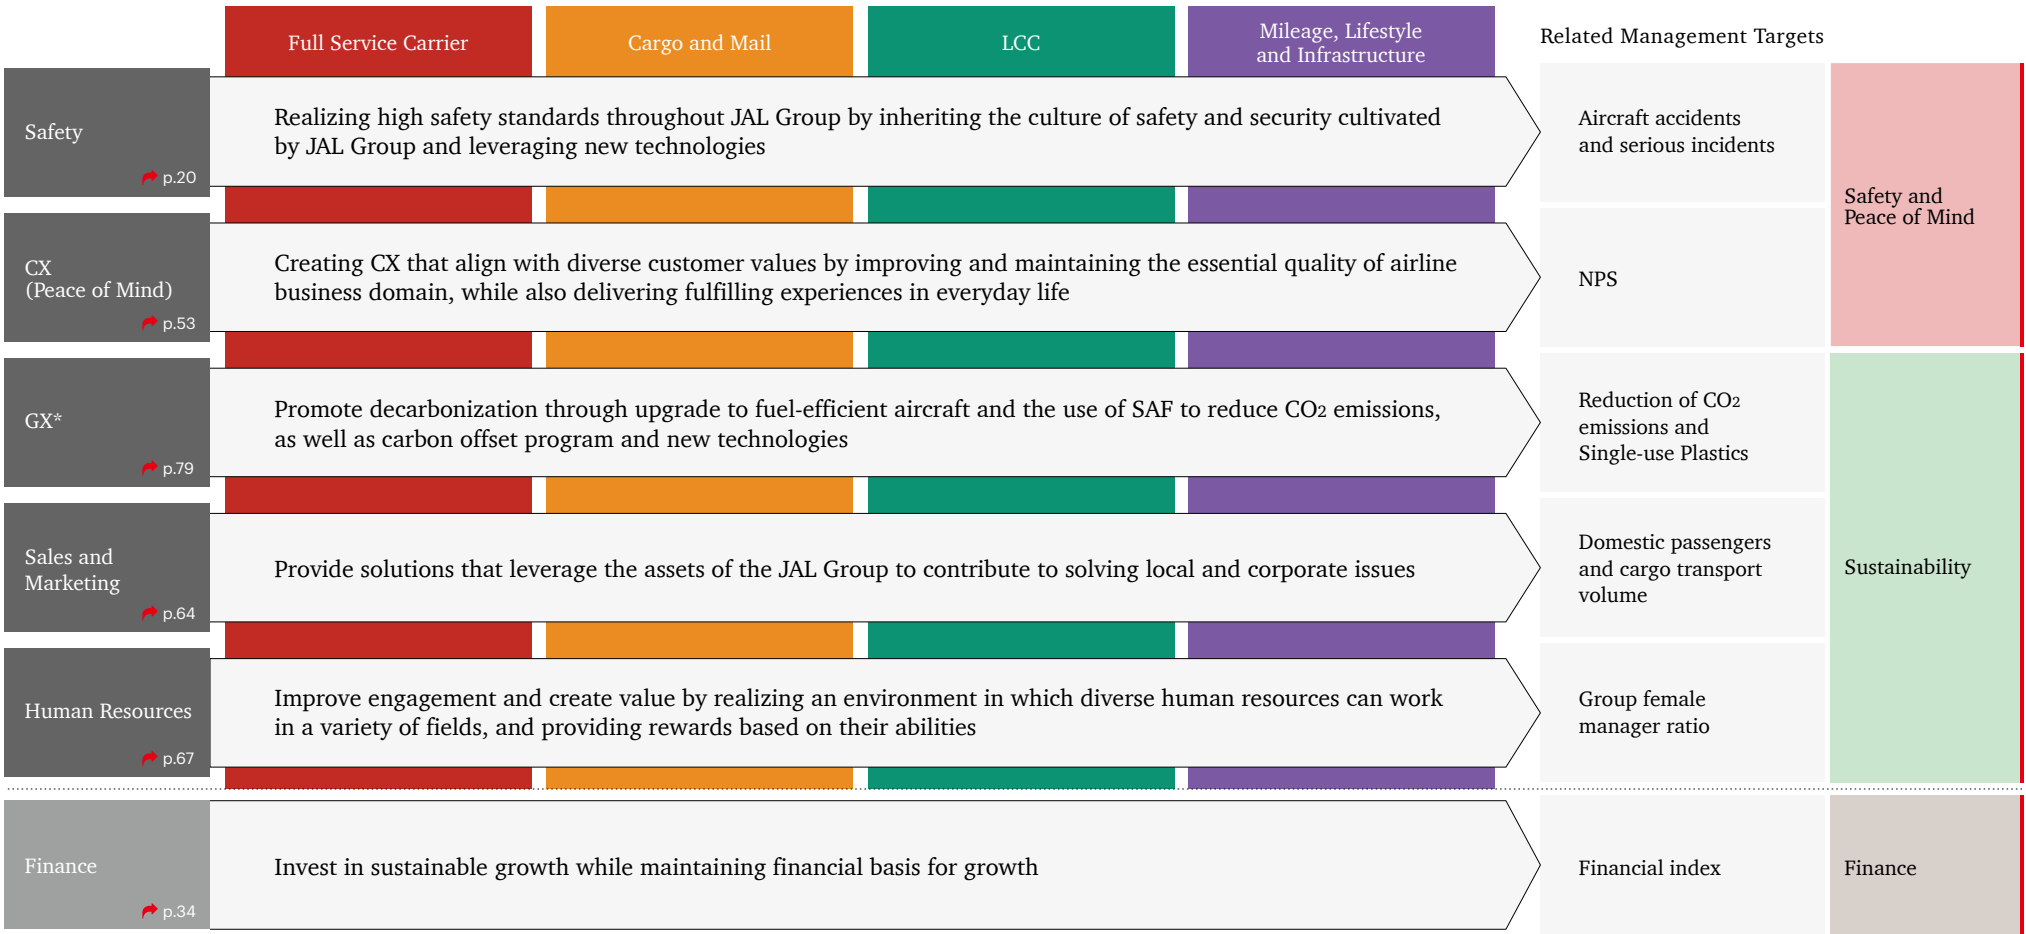 Full Service Carrier
Cargo and Mail
LCC
Mileage, Lifestyle
and Infrastructure
Related Management Targets
Safety
p.20
Realizing high safety standards throughout JAL Group by inheriting the culture of safety and security cultivated
by JAL Group and leveraging new technologies
Aircraft accidents
and serious incidents
Safety and
Peace of Mind
CX
(Peace of Mind)
p.53
Creating CX that align with diverse customer values by improving and maintaining the essential quality of airline
business domain, while also delivering fulfilling experiences in everyday life
NPS
GX*
p.79
Promote decarbonization through upgrade to fuel-efficient aircraft and the use of SAF to reduce CO2 emissions,
as well as carbon offset program and new technologies
Reduction of CO2
emissions and
Single-use Plastics
Sustainability
Sales and
Marketing
p.64
Provide solutions that leverage the assets of the JAL Group to contribute to solving local and corporate issues
Domestic passengers
and cargo transport
volume
Human Resources
p.67
Improve engagement and create value by realizing an environment in which diverse human resources can work
in a variety of fields, and providing rewards based on their abilities
Group female
manager ratio
Finance
p.34
Invest in sustainable growth while maintaining financial basis for growth
Financial index
Finance